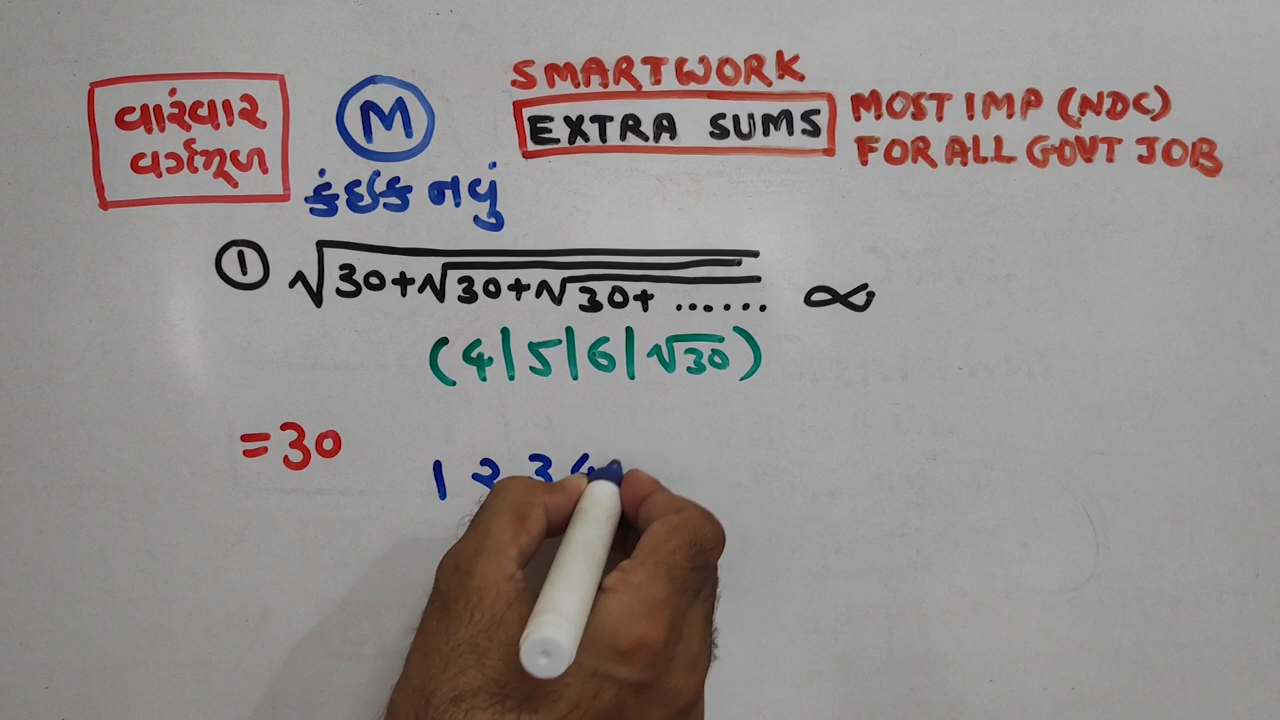 વારંવાર
વર્ગમૂળ
M
કંઈક નવું
SMARTWORK
EXTRA SUMS
MOST IMP (NDC)
FOR ALL GOVT JOB
① √30+√30+√30+ ...... ∞
(4|5|6|√30)
=30
1 2 3 4